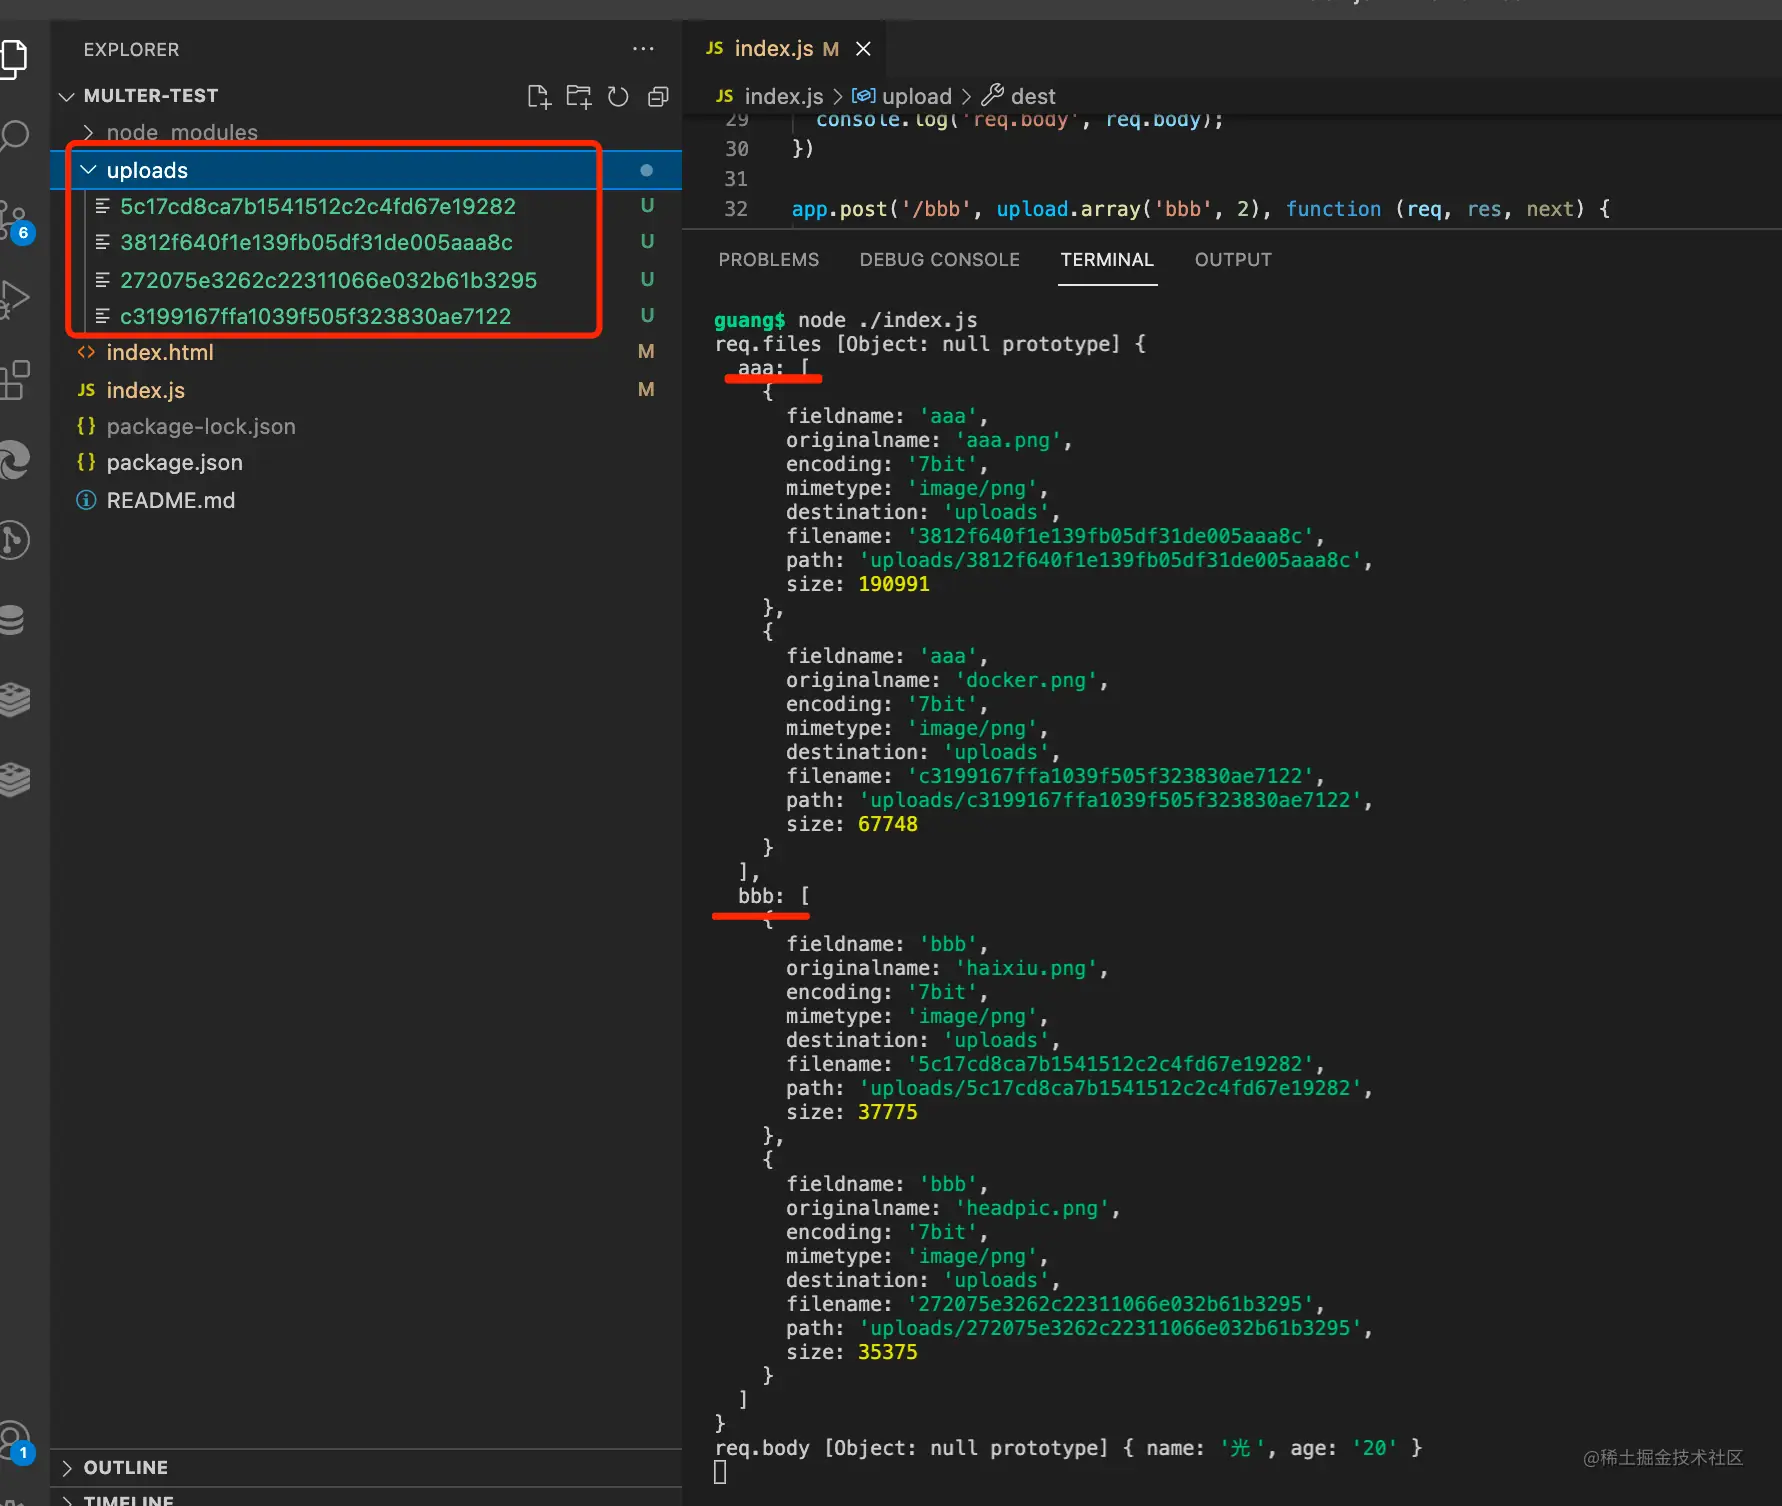 EXPLORER
MULTER-TEST
node_modules
uploads
5c17cd8ca7b1541512c2c4fd67e19282 U
3812f640f1e139fb05df31de005aaa8c U
272075e3262c22311066e032b61b3295 U
c3199167ffa1039f505f323830ae7122 U
index.html M
JS index.js M
{} package-lock.json
{} package.json
README.md
6
1
OUTLINE
TIMELINE
JS index.js M
JS index.js > upload > dest
29 console.log('req.body', req.body);
30 })
31
32 app.post('/bbb', upload.array('bbb', 2), function (req, res, next) {
PROBLEMS DEBUG CONSOLE TERMINAL OUTPUT
guang$ node ./index.js
req.files [Object: null prototype] {
aaa: [
{
fieldname: 'aaa',
originalname: 'aaa.png',
encoding: '7bit',
mimetype: 'image/png',
destination: 'uploads',
filename: '3812f640f1e139fb05df31de005aaa8c',
path: 'uploads/3812f640f1e139fb05df31de005aaa8c',
size: 190991
},
{
fieldname: 'aaa',
originalname: 'docker.png',
encoding: '7bit',
mimetype: 'image/png',
destination: 'uploads',
filename: 'c3199167ffa1039f505f323830ae7122',
path: 'uploads/c3199167ffa1039f505f323830ae7122',
size: 67748
}
],
bbb: [
{
fieldname: 'bbb',
originalname: 'haixiu.png',
encoding: '7bit',
mimetype: 'image/png',
destination: 'uploads',
filename: '5c17cd8ca7b1541512c2c4fd67e19282',
path: 'uploads/5c17cd8ca7b1541512c2c4fd67e19282',
size: 37775
},
{
fieldname: 'bbb',
originalname: 'headpic.png',
encoding: '7bit',
mimetype: 'image/png',
destination: 'uploads',
filename: '272075e3262c22311066e032b61b3295',
path: 'uploads/272075e3262c22311066e032b61b3295',
size: 35375
}
]
}
req.body [Object: null prototype] { name: '光', age: '20' }
@稀土掘金技术社区